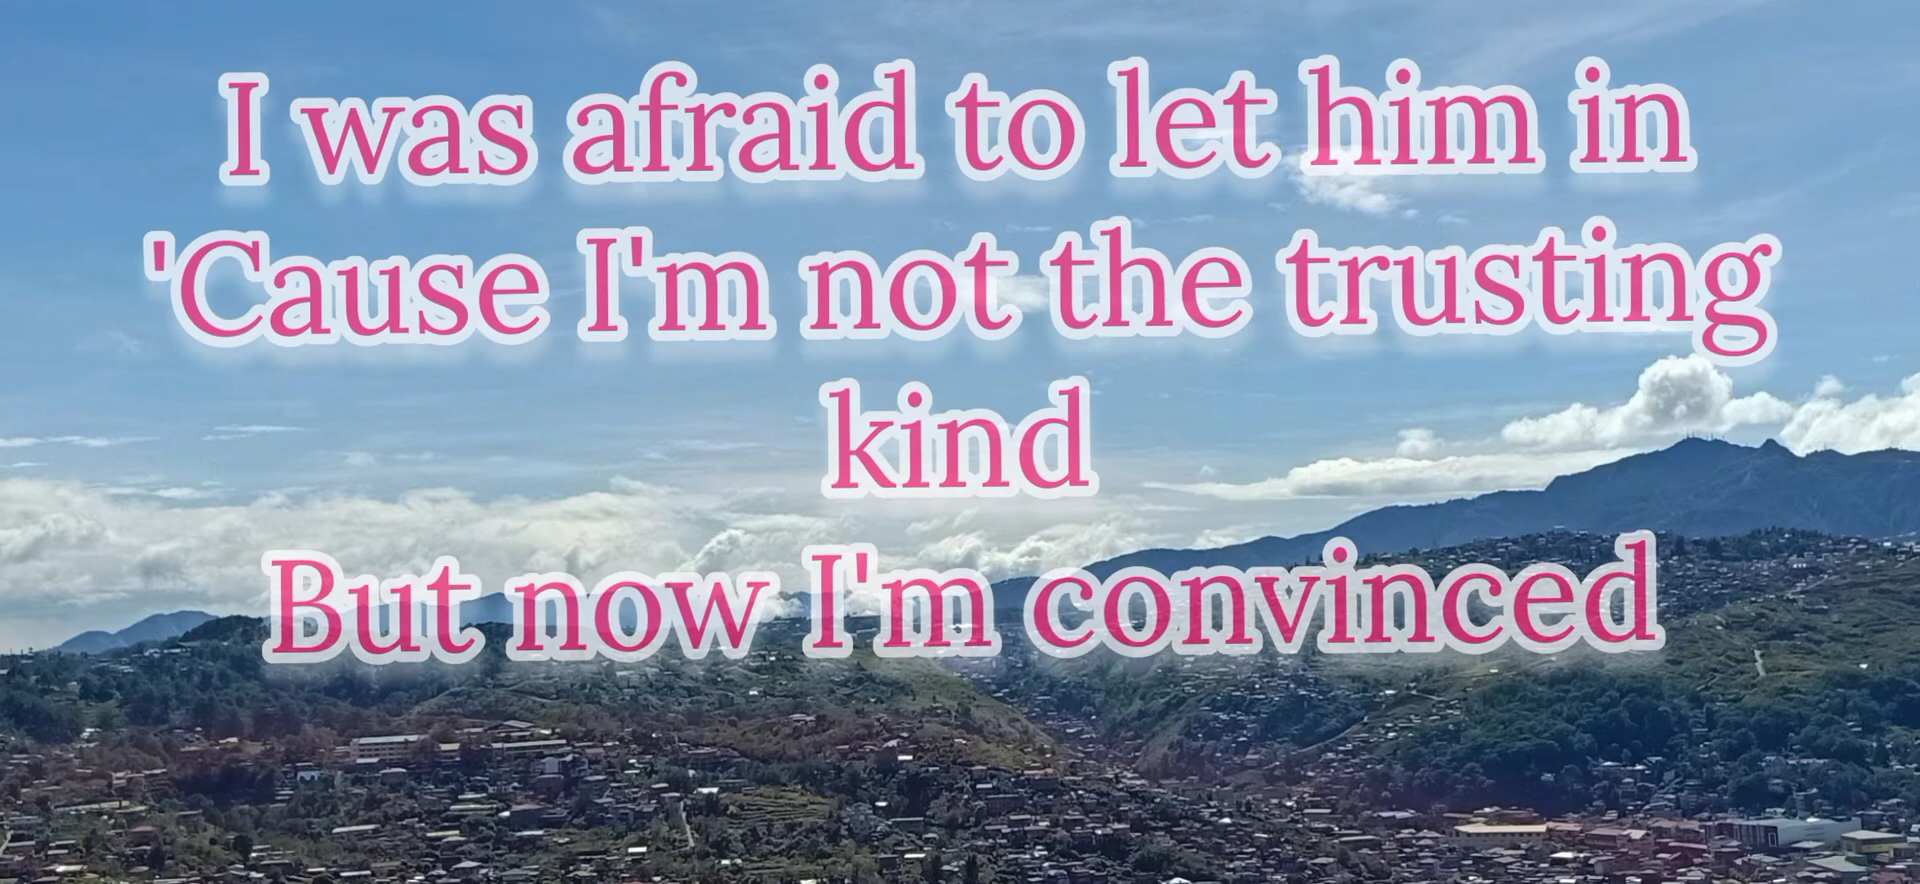 I was afraid to let him in
'Cause I'm not the trusting
kind
But now I'm convinced